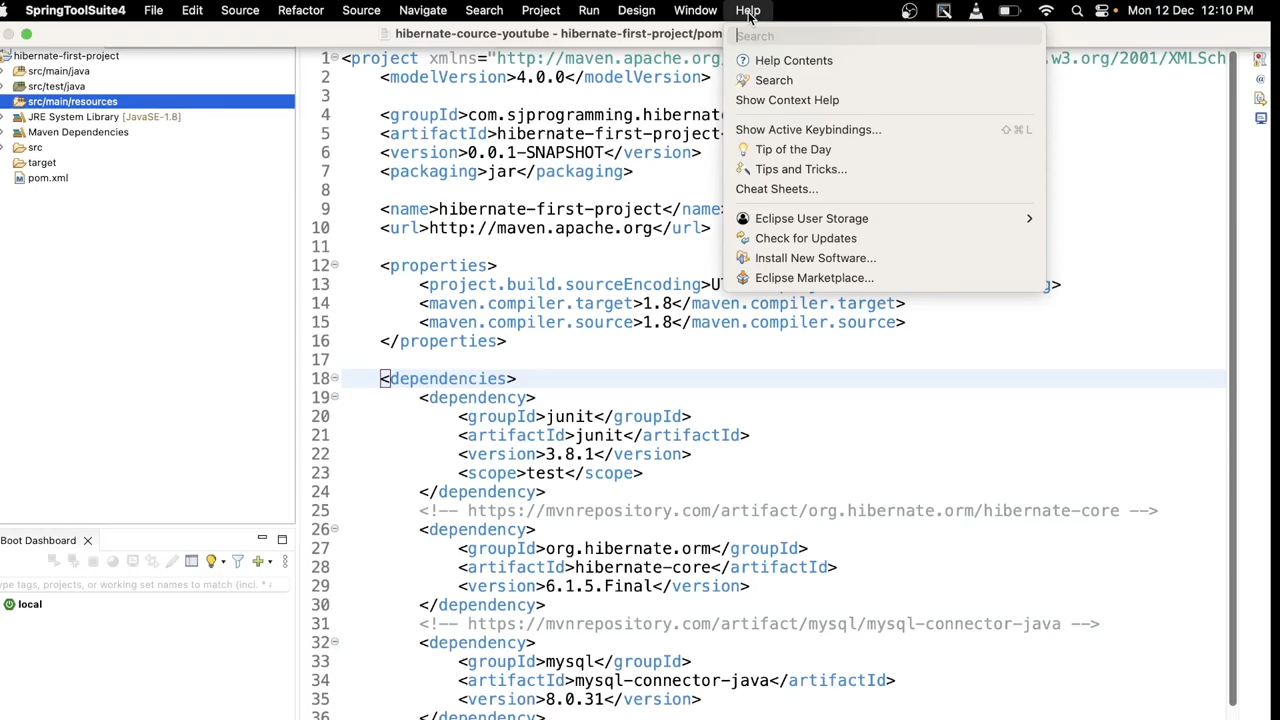 SpringToolSuite4 File Edit Source Refactor Source Navigate Search Project Run Design Window Help Mon 12 Dec 12:10 PM
hibernate-cource-youtube - hibernate-first-project/pom
Search
Help Contents
Search
Show Context Help
Show Active Keybindings... ⇧⌘L
Tip of the Day
Tips and Tricks...
Cheat Sheets...
Eclipse User Storage
Check for Updates
Install New Software...
Eclipse Marketplace...
hibernate-first-project
src/main/java
src/test/java
src/main/resources
JRE System Library [JavaSE-1.8]
Maven Dependencies
src
target
pom.xml
Boot Dashboard
type tags, projects, or working set names to match (incl. *
local
1 <project xmlns="http://maven.apache.org w3.org/2001/XMLSch
2 <modelVersion>4.0.0</modelVersion>
3
4 <groupId>com.sjprogramming.hibernate
5 <artifactId>hibernate-first-project
6 <version>0.0.1-SNAPSHOT</version>
7 <packaging>jar</packaging>
8
9 <name>hibernate-first-project</name>
10 <url>http://maven.apache.org</url>
11
12 <properties>
13 <project.build.sourceEncoding>U g>
14 <maven.compiler.target>1.8</maven.compiler.target>
15 <maven.compiler.source>1.8</maven.compiler.source>
16 </properties>
17
18 <dependencies>
19 <dependency>
20 <groupId>junit</groupId>
21 <artifactId>junit</artifactId>
22 <version>3.8.1</version>
23 <scope>test</scope>
24 </dependency>
25 <!-- https://mvnrepository.com/artifact/org.hibernate.orm/hibernate-core -->
26 <dependency>
27 <groupId>org.hibernate.orm</groupId>
28 <artifactId>hibernate-core</artifactId>
29 <version>6.1.5.Final</version>
30 </dependency>
31 <!-- https://mvnrepository.com/artifact/mysql/mysql-connector-java -->
32 <dependency>
33 <groupId>mysql</groupId>
34 <artifactId>mysql-connector-java</artifactId>
35 <version>8.0.31</version>
36 </dependency>